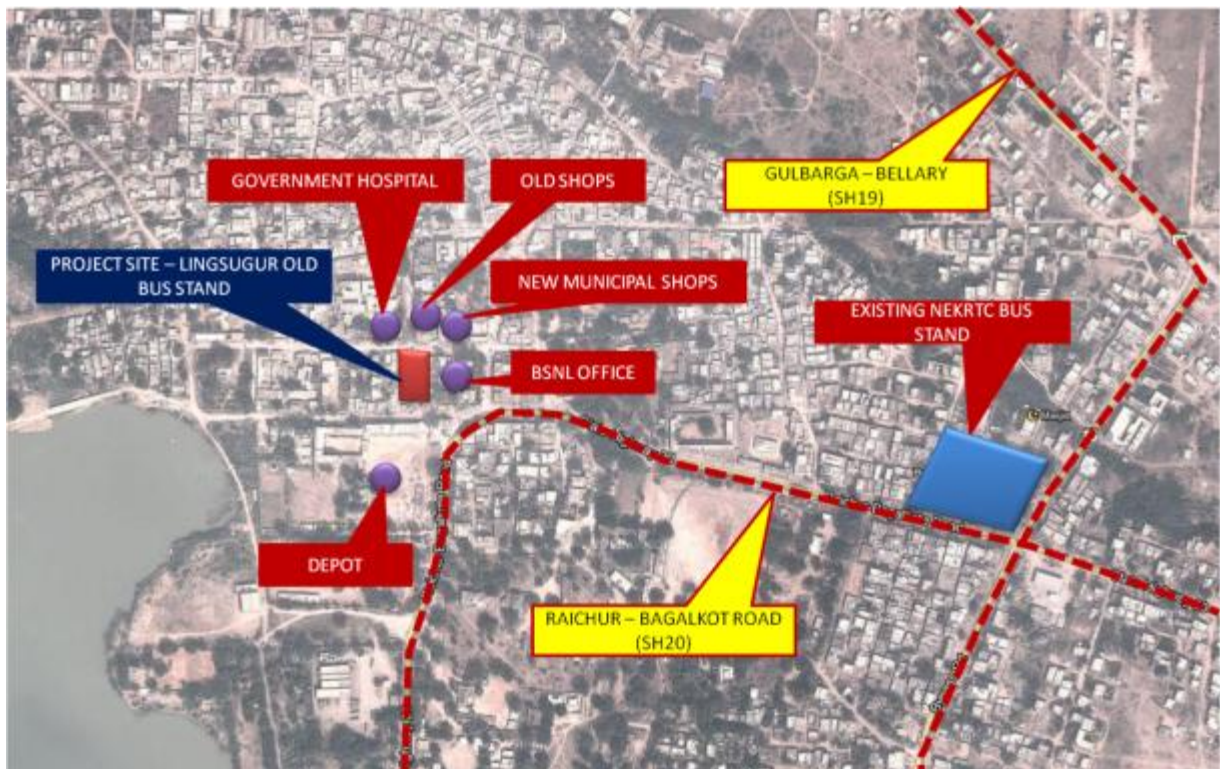 GULBARGA – BELLARY
(SH19)
GOVERNMENT HOSPITAL
OLD SHOPS
PROJECT SITE – LINGSUGUR OLD
BUS STAND
NEW MUNICIPAL SHOPS
EXISTING NEKRTC BUS
STAND
BSNL OFFICE
DEPOT
RAICHUR – BAGALKOT ROAD
(SH20)